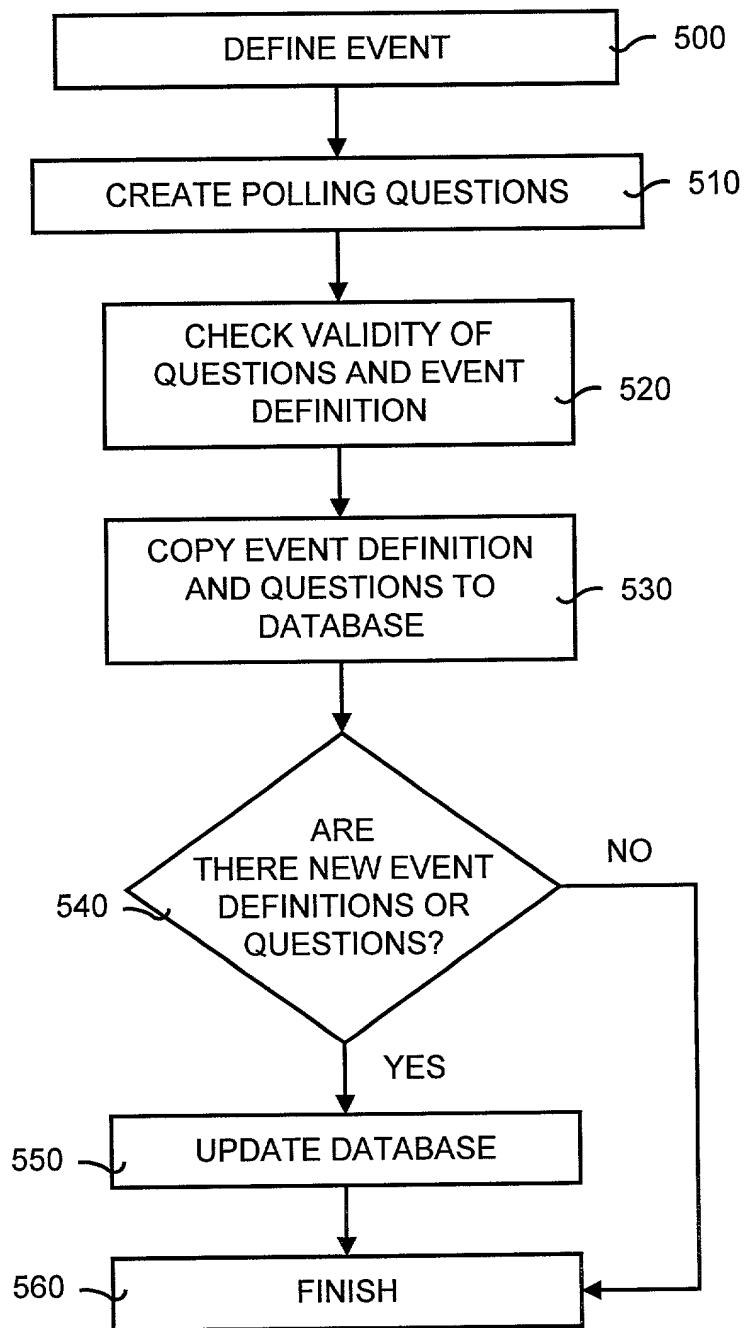 DEFINE EVENT
500
CREATE POLLING QUESTIONS
510
CHECK VALIDITY OF
QUESTIONS AND EVENT
DEFINITION
520
COPY EVENT DEFINITION
AND QUESTIONS TO
DATABASE
530
ARE
THERE NEW EVENT
DEFINITIONS OR
QUESTIONS?
540
NO
YES
550
UPDATE DATABASE
560
FINISH